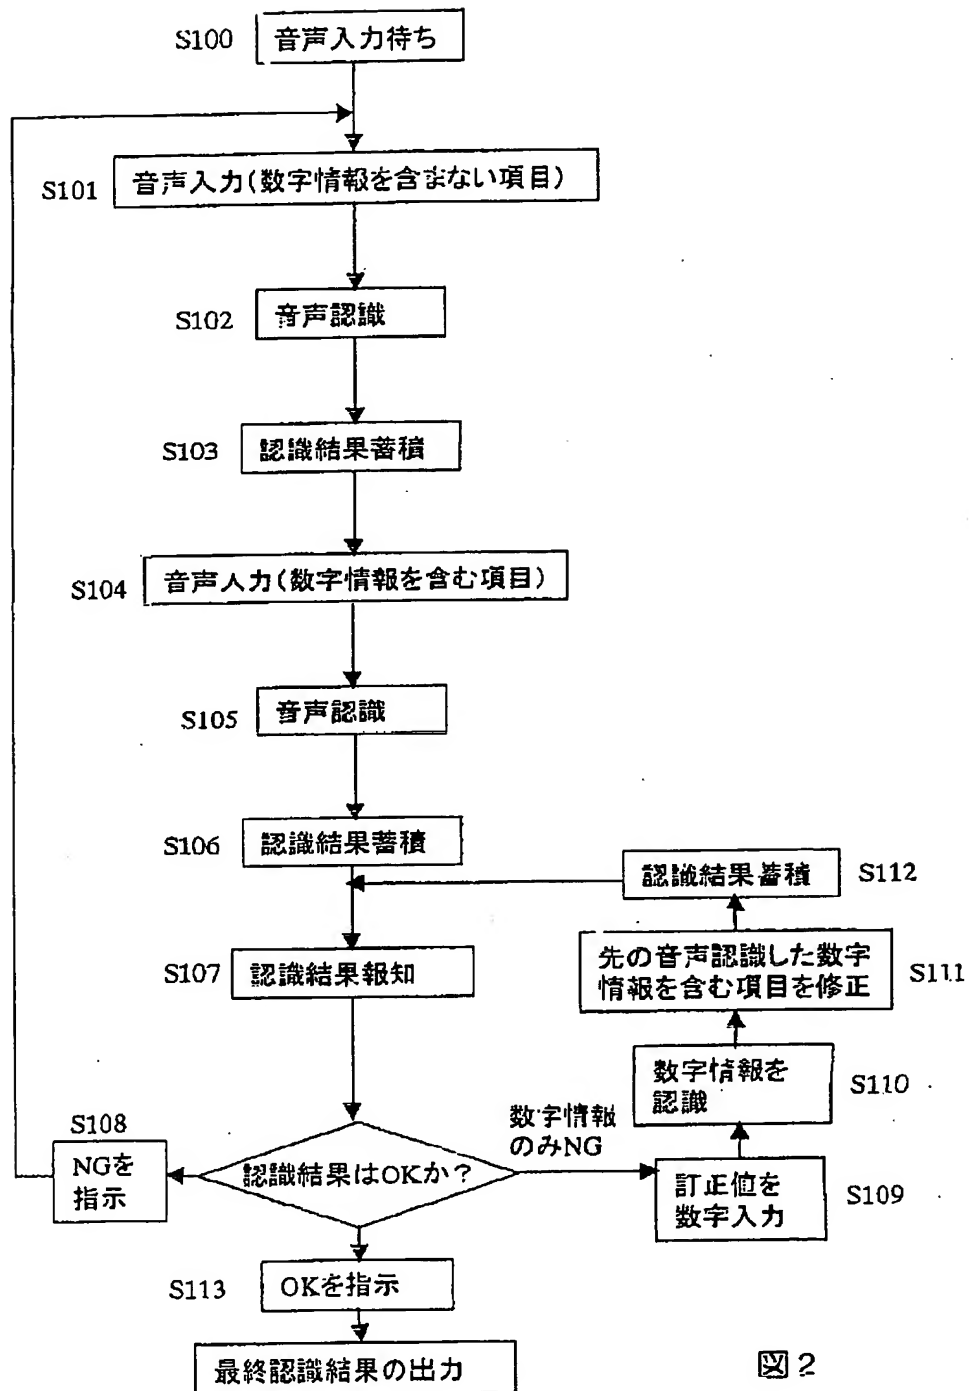 S100 音声入力待ち
S101 音声入力(数字情報を含まない項目)
S102 音声認識
S103 認識結果蓄積
S104 音声入力(数字情報を含む項目)
S105 音声認識
S106 認識結果蓄積
認識結果蓄積 S112
S107 認識結果報知
先の音声認識した数字
情報を含む項目を修正
S111
数字情報を
認識
S110
S108
NGを
指示
認識結果はOKか？
数字情報
のみNG
訂正値を
数字入力
S109
S113 OKを指示
最終認識結果の出力
図2